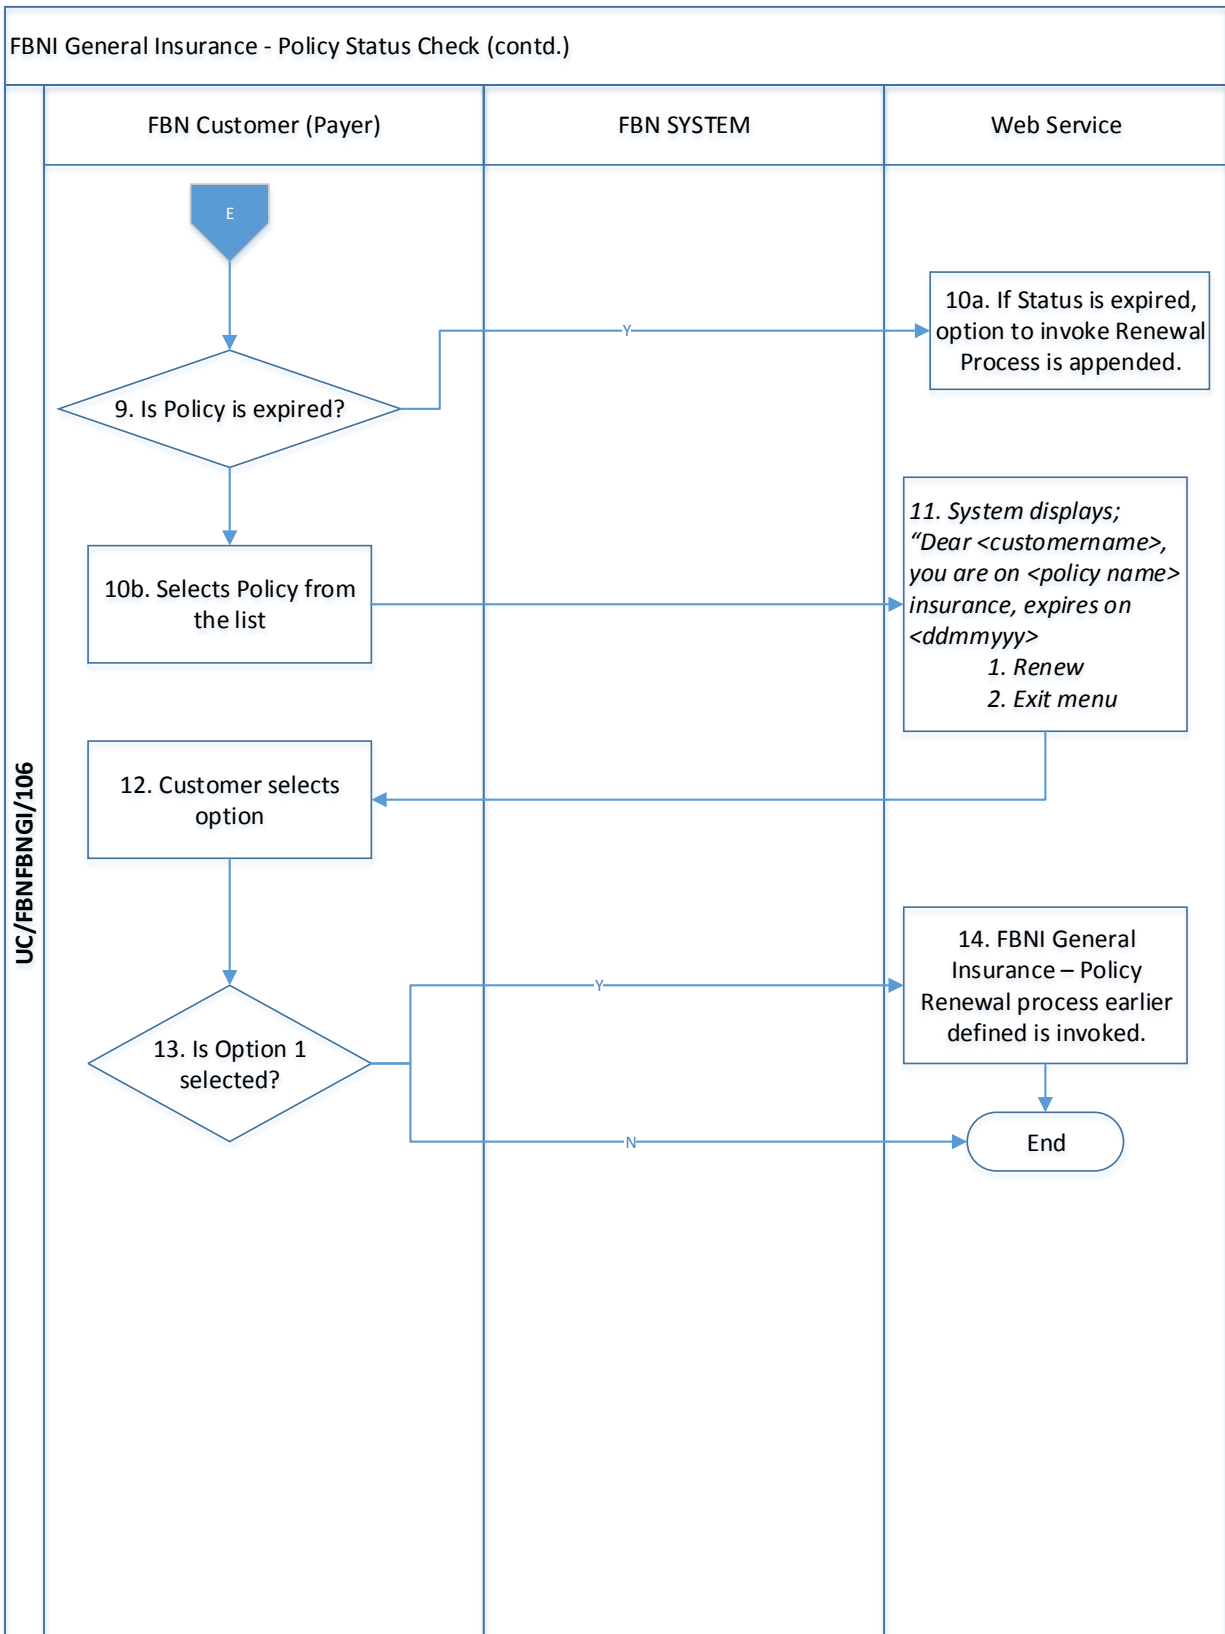 FBNI General Insurance - Policy Status Check (contd.)
FBN Customer (Payer)
FBN SYSTEM
Web Service
UC/FBNFBNGI/106
E
9. Is Policy is expired?
Y
10a. If Status is expired,
option to invoke Renewal
Process is appended.
10b. Selects Policy from
the list
11. System displays;
“Dear <customername>,
you are on <policy name>
insurance, expires on
<ddmmyyy>
1. Renew
2. Exit menu
12. Customer selects
option
13. Is Option 1
selected?
Y
14. FBNI General
Insurance – Policy
Renewal process earlier
defined is invoked.
N
End